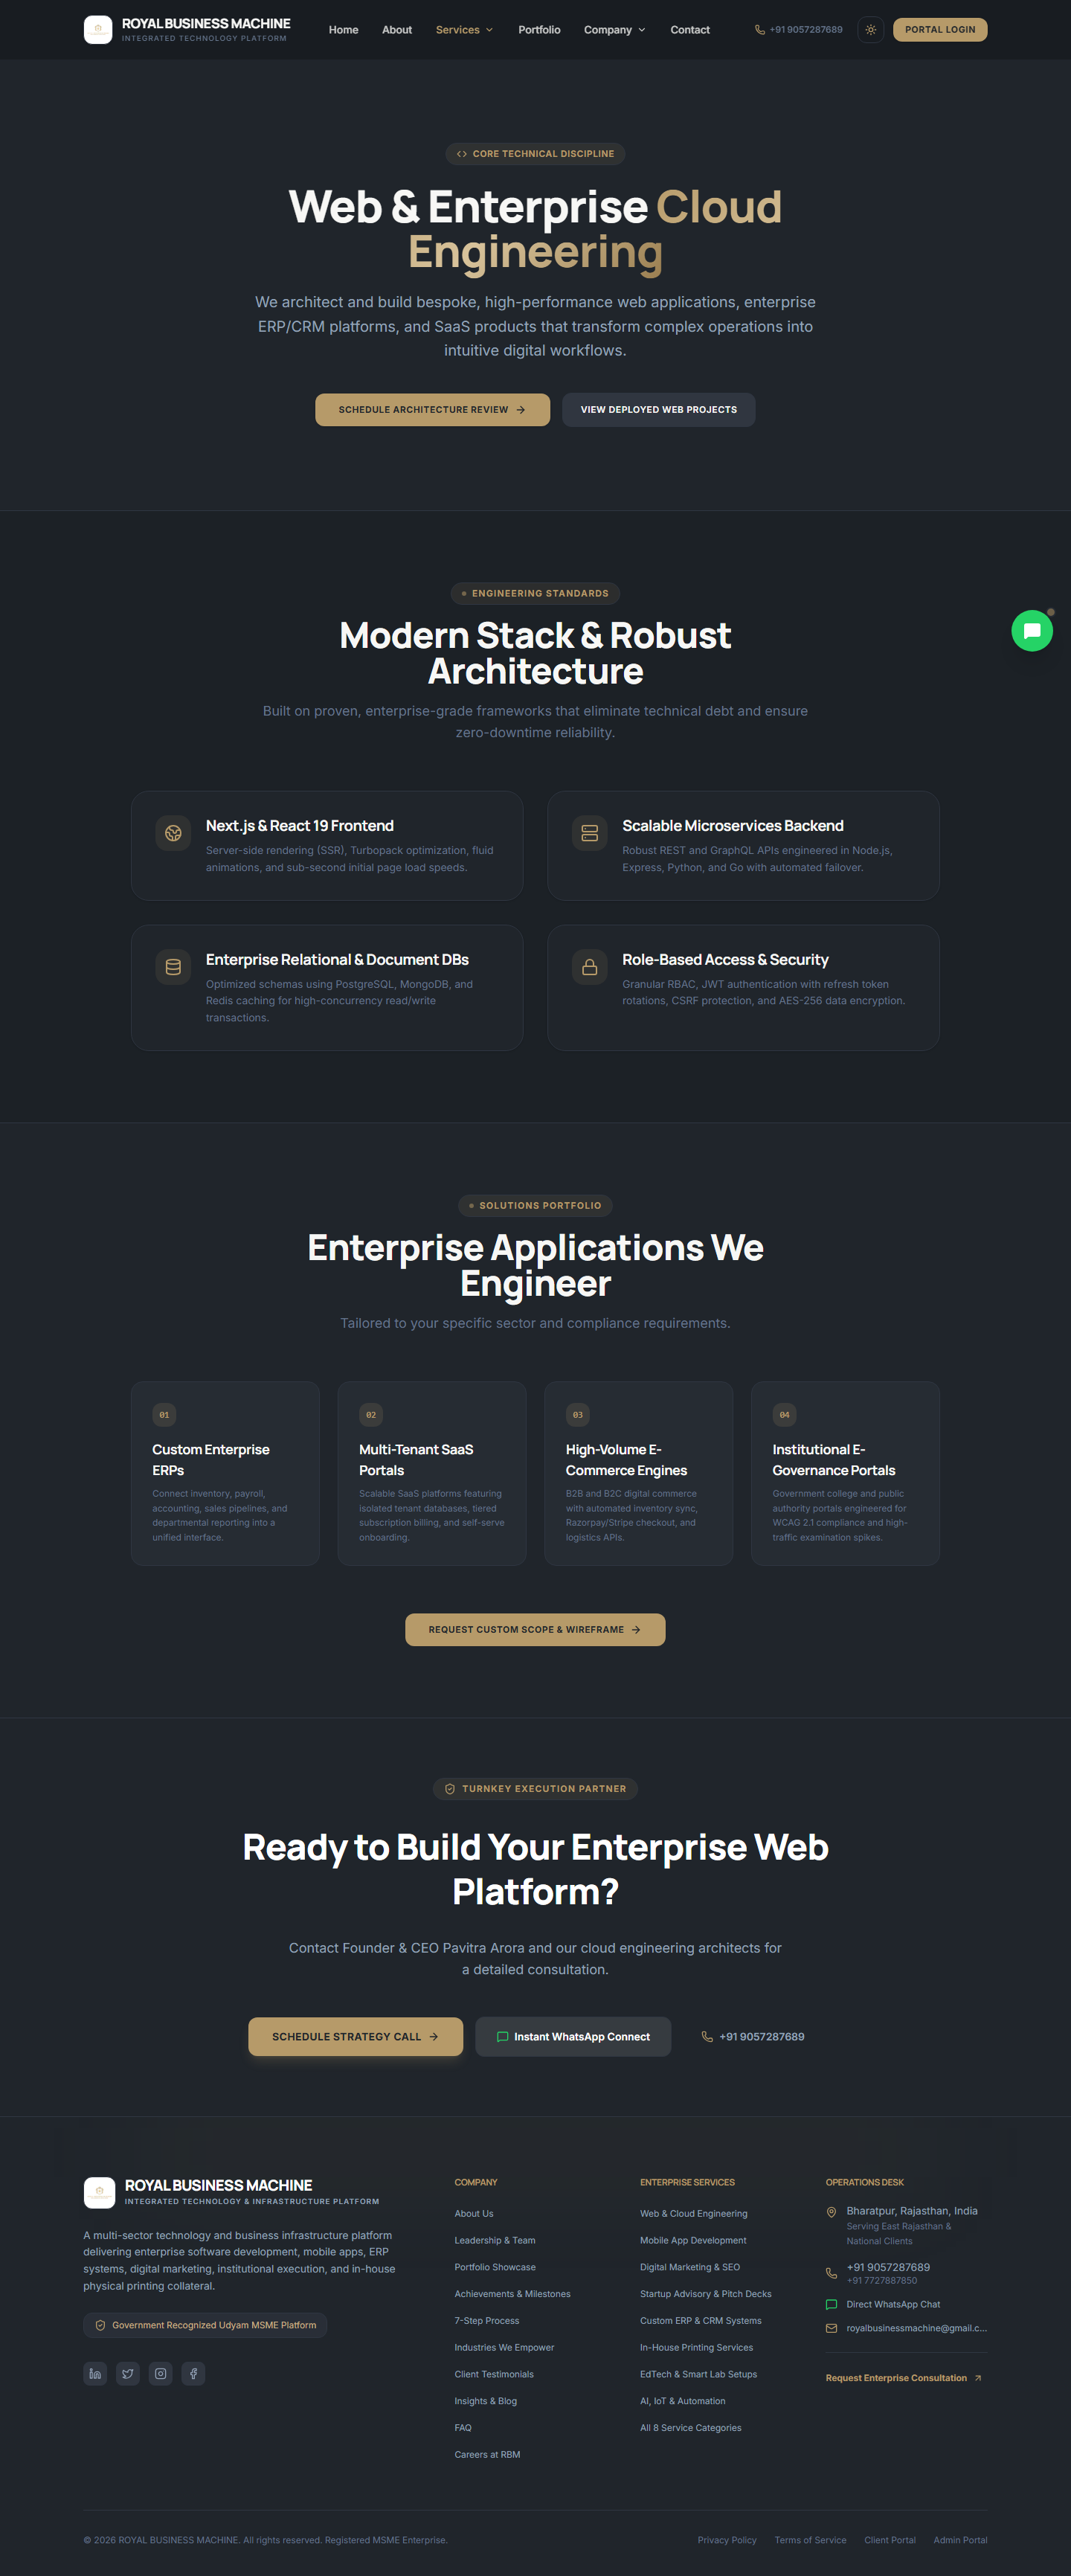 ROYAL BUSINESS MACHINE
INTEGRATED TECHNOLOGY PLATFORM
Home
About
Services
Portfolio
Company
Contact
+91 9057287689
PORTAL LOGIN
CORE TECHNICAL DISCIPLINE
Web & Enterprise Cloud
Engineering
We architect and build bespoke, high-performance web applications, enterprise
ERP/CRM platforms, and SaaS products that transform complex operations into
intuitive digital workflows.
SCHEDULE ARCHITECTURE REVIEW
VIEW DEPLOYED WEB PROJECTS
ENGINEERING STANDARDS
Modern Stack & Robust
Architecture
Built on proven, enterprise-grade frameworks that eliminate technical debt and ensure
zero-downtime reliability.
Next.js & React 19 Frontend
Server-side rendering (SSR), Turbopack optimization, fluid
animations, and sub-second initial page load speeds.
Scalable Microservices Backend
Robust REST and GraphQL APIs engineered in Node.js,
Express, Python, and Go with automated failover.
Enterprise Relational & Document DBs
Optimized schemas using PostgreSQL, MongoDB, and
Redis caching for high-concurrency read/write
transactions.
Role-Based Access & Security
Granular RBAC, JWT authentication with refresh token
rotations, CSRF protection, and AES-256 data encryption.
SOLUTIONS PORTFOLIO
Enterprise Applications We
Engineer
Tailored to your specific sector and compliance requirements.
01
Custom Enterprise
ERPs
Connect inventory, payroll,
accounting, sales pipelines, and
departmental reporting into a
unified interface.
02
Multi-Tenant SaaS
Portals
Scalable SaaS platforms featuring
isolated tenant databases, tiered
subscription billing, and self-serve
onboarding.
03
High-Volume E-
Commerce Engines
B2B and B2C digital commerce
with automated inventory sync,
Razorpay/Stripe checkout, and
logistics APIs.
04
Institutional E-
Governance Portals
Government college and public
authority portals engineered for
WCAG 2.1 compliance and high-
traffic examination spikes.
REQUEST CUSTOM SCOPE & WIREFRAME
TURNKEY EXECUTION PARTNER
Ready to Build Your Enterprise Web
Platform?
Contact Founder & CEO Pavitra Arora and our cloud engineering architects for
a detailed consultation.
SCHEDULE STRATEGY CALL
Instant WhatsApp Connect
+91 9057287689
ROYAL BUSINESS MACHINE
INTEGRATED TECHNOLOGY & INFRASTRUCTURE PLATFORM
A multi-sector technology and business infrastructure platform
delivering enterprise software development, mobile apps, ERP
systems, digital marketing, institutional execution, and in-house
physical printing collateral.
Government Recognized Udyam MSME Platform
COMPANY
About Us
Leadership & Team
Portfolio Showcase
Achievements & Milestones
7-Step Process
Industries We Empower
Client Testimonials
Insights & Blog
FAQ
Careers at RBM
ENTERPRISE SERVICES
Web & Cloud Engineering
Mobile App Development
Digital Marketing & SEO
Startup Advisory & Pitch Decks
Custom ERP & CRM Systems
In-House Printing Services
EdTech & Smart Lab Setups
AI, IoT & Automation
All 8 Service Categories
OPERATIONS DESK
Bharatpur, Rajasthan, India
Serving East Rajasthan &
National Clients
+91 9057287689
+91 7727887850
Direct WhatsApp Chat
royalbusinessmachine@gmail.c...
Request Enterprise Consultation
© 2026 ROYAL BUSINESS MACHINE. All rights reserved. Registered MSME Enterprise.
Privacy Policy
Terms of Service
Client Portal
Admin Portal